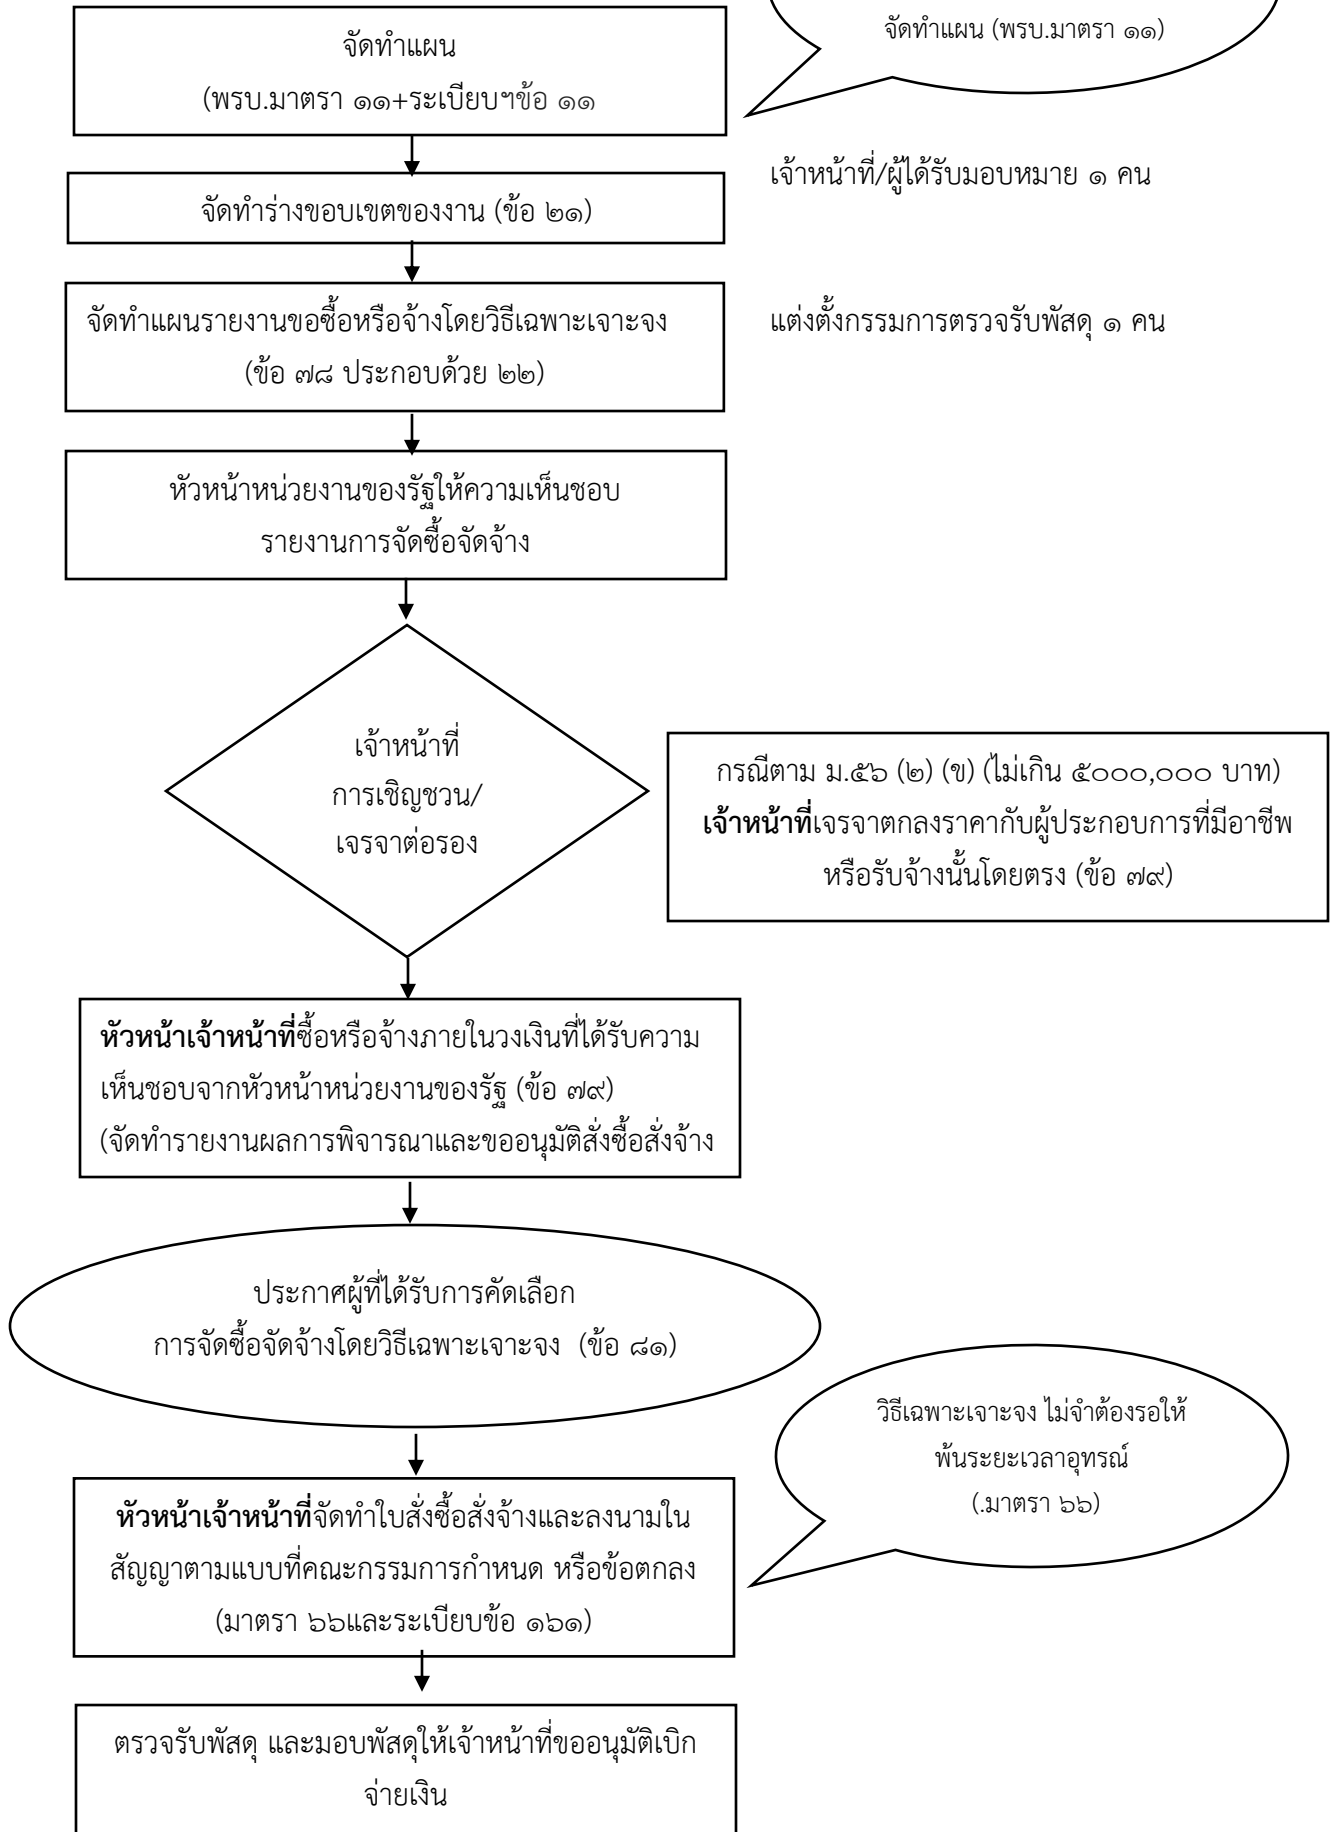 จัดทำแผน (พรบ.มาตรา ๑๑)
จัดทำแผน
(พรบ.มาตรา ๑๑+ระเบียบฯข้อ ๑๑
เจ้าหน้าที่/ผู้ได้รับมอบหมาย ๑ คน
จัดทำร่างขอบเขตของงาน (ข้อ ๒๑)
จัดทำแผนรายงานขอซื้อหรือจ้างโดยวิธีเฉพาะเจาะจง
(ข้อ ๗๘ ประกอบด้วย ๒๒)
แต่งตั้งกรรมการตรวจรับพัสดุ ๑ คน
หัวหน้าหน่วยงานของรัฐให้ความเห็นชอบ
รายงานการจัดซื้อจัดจ้าง
เจ้าหน้าที่
การเชิญชวน/
เจรจาต่อรอง
กรณีตาม ม.๕๖ (๒) (ข) (ไม่เกิน ๕๐๐๐,๐๐๐ บาท)
เจ้าหน้าที่เจรจาตกลงราคากับผู้ประกอบการที่มีอาชีพ
หรือรับจ้างนั้นโดยตรง (ข้อ ๗๙)
หัวหน้าเจ้าหน้าที่ซื้อหรือจ้างภายในวงเงินที่ได้รับความ
เห็นชอบจากหัวหน้าหน่วยงานของรัฐ (ข้อ ๗๙)
(จัดทำรายงานผลการพิจารณาและขออนุมัติสั่งซื้อสั่งจ้าง
ประกาศผู้ที่ได้รับการคัดเลือก
การจัดซื้อจัดจ้างโดยวิธีเฉพาะเจาะจง (ข้อ ๘๑)
วิธีเฉพาะเจาะจง ไม่จำต้องรอให้
พ้นระยะเวลาอุทรณ์
(.มาตรา ๖๖)
หัวหน้าเจ้าหน้าที่จัดทำใบสั่งซื้อสั่งจ้างและลงนามใน
สัญญาตามแบบที่คณะกรรมการกำหนด หรือข้อตกลง
(มาตรา ๖๖และระเบียบข้อ ๑๖๑)
ตรวจรับพัสดุ และมอบพัสดุให้เจ้าหน้าที่ขออนุมัติเบิก
จ่ายเงิน